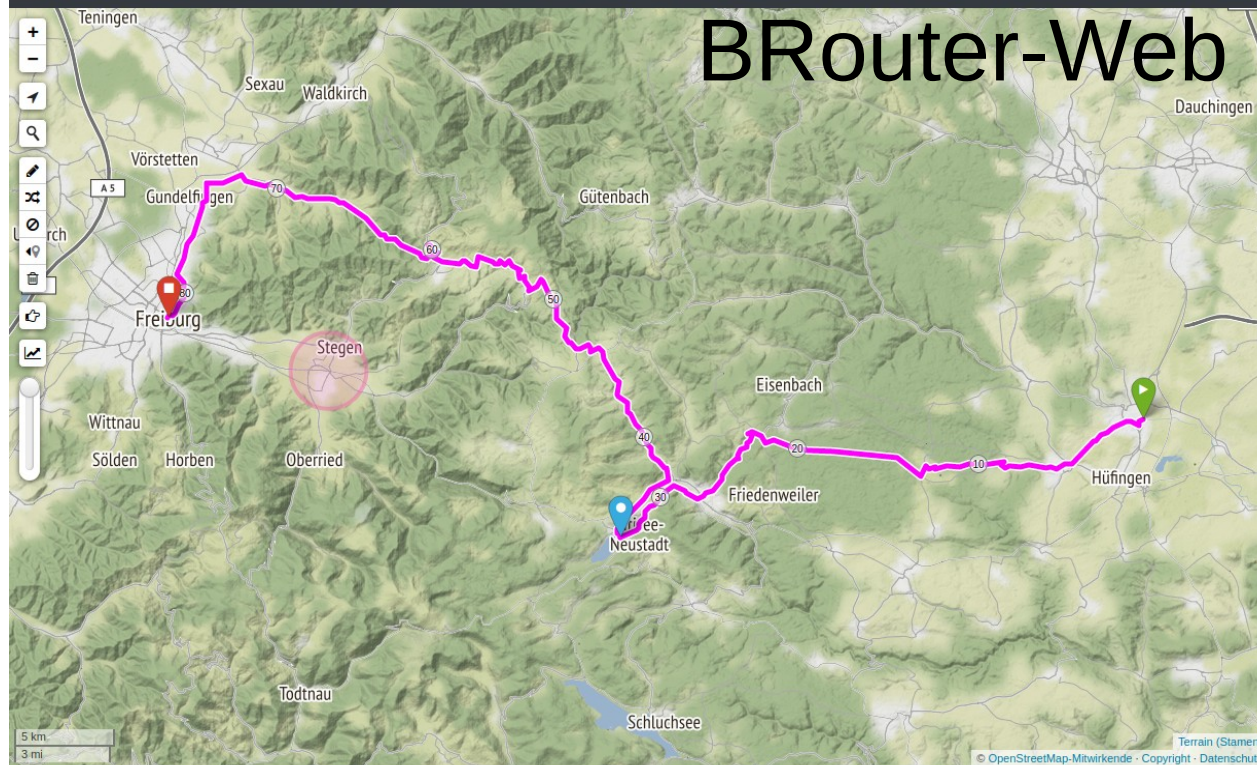 BRouter-Web
Teningen
+
−
Sexau
Waldkirch
Dauchingen
Vörstetten
A 5
70
Gundelfingen
Gütenbach
60
80
50
Freiburg
Stegen
Eisenbach
Wittnau
40
20
Sölden
Horben
Oberried
10
Hüfingen
30
Friedenweiler
Neustadt
Todtnau
Schluchsee
5 km
3 mi
Terrain (Stamen
© OpenStreetMap-Mitwirkende · Copyright · Datenschut